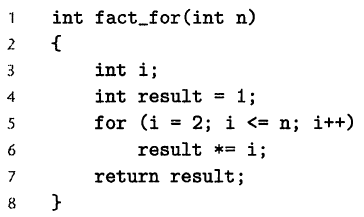 1 int fact_for(int n)
2 {
3     int i;
4     int result = 1;
5     for (i = 2; i <= n; i++)
6         result *= i;
7     return result;
8 }